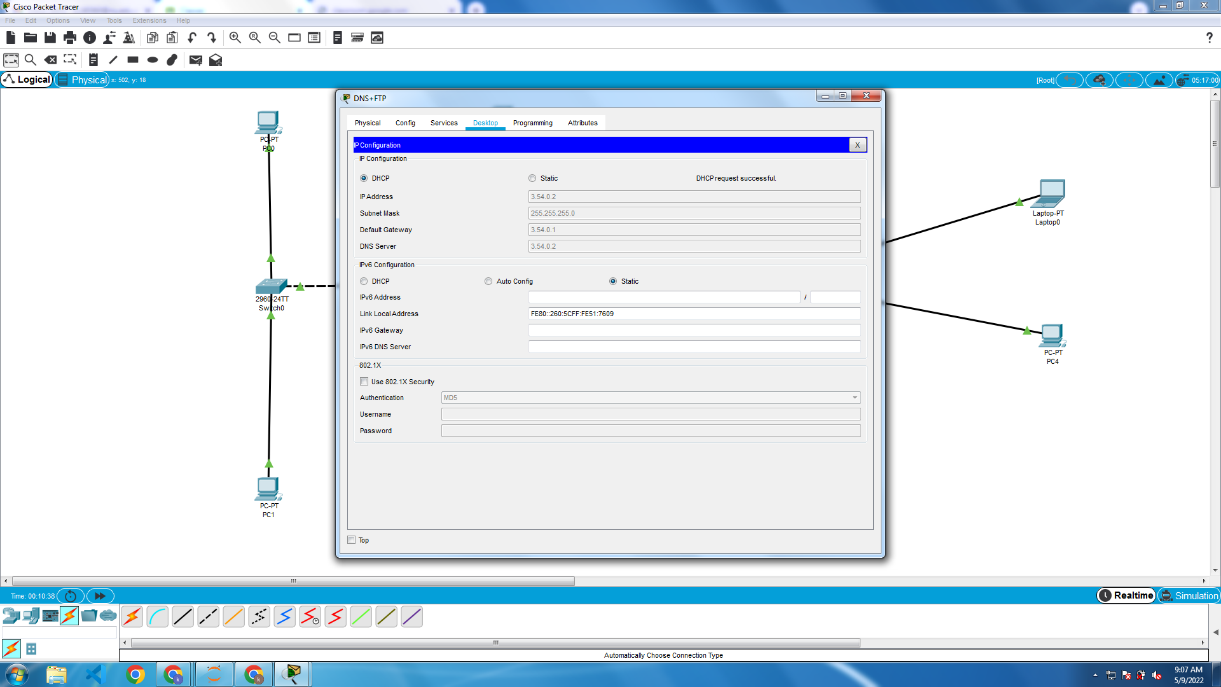 Cisco Packet Tracer
File Edit Options View Tools Extensions Help
?
Logical Physical x: 502, y: 18 [Root] 05:17:00
DNS+FTP
Physical Config Services Desktop Programming Attributes
IP Configuration X
IP Configuration
DHCP Static DHCP request successful.
IP Address 3.54.0.2
Subnet Mask 255.255.255.0
Default Gateway 3.54.0.1
DNS Server 3.54.0.2
IPv6 Configuration
DHCP Auto Config Static
IPv6 Address /
Link Local Address FE80::260:5CFF:FE51:7609
IPv6 Gateway
IPv6 DNS Server
802.1X
Use 802.1X Security
Authentication MD5
Username
Password
Top
PC-PT
PC0
2960-24TT
Switch0
PC-PT
PC1
Laptop-PT
Laptop0
PC-PT
PC4
Time: 00:10:38 Realtime Simulation
Automatically Choose Connection Type
9:07 AM
5/9/2022